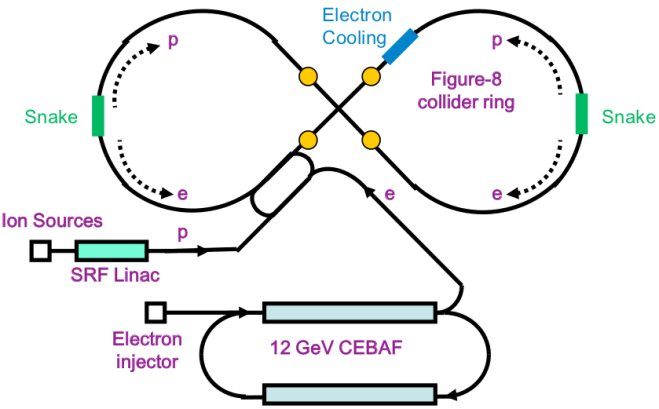 Electron
Cooling
p
p
Figure-8
collider ring
Snake
Snake
e
e
e
Ion Sources
p
SRF Linac
Electron
injector
12 GeV CEBAF